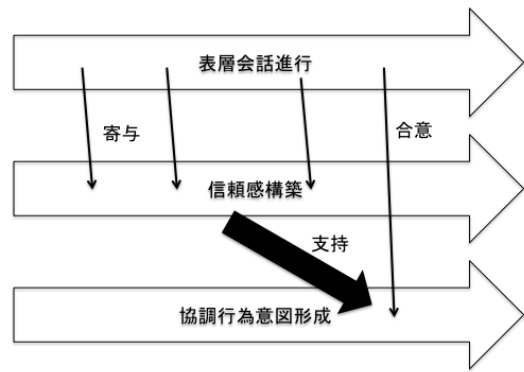 表層会話進行
寄与
合意
信頼感構築
支持
協調行為意図形成